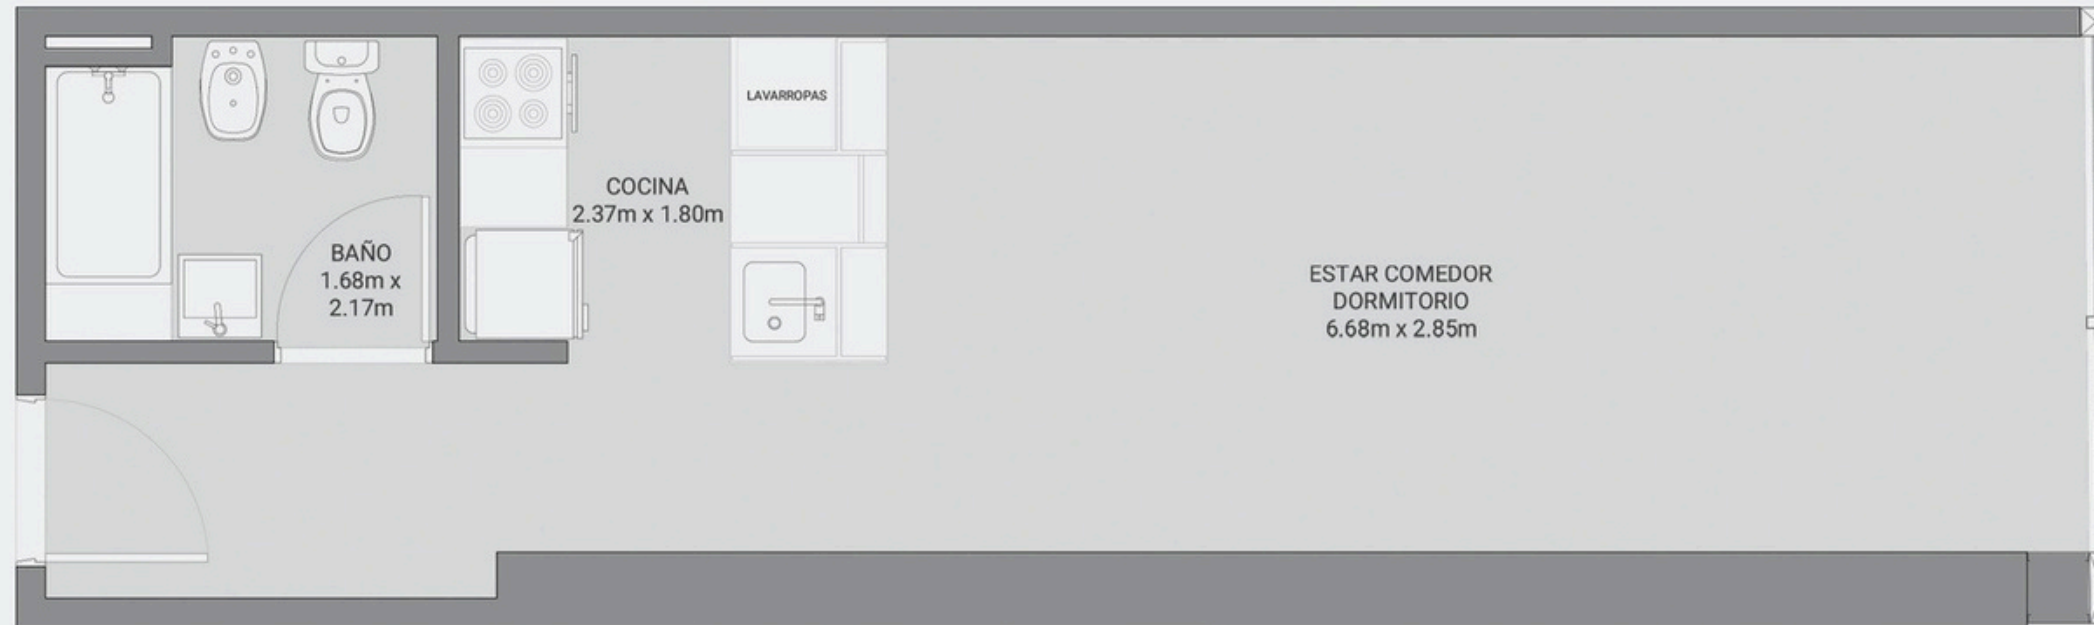 LAVARROPAS
COCINA
2.37m x 1.80m
BAÑO
1.68m x
2.17m
ESTAR COMEDOR
DORMITORIO
6.68m x 2.85m